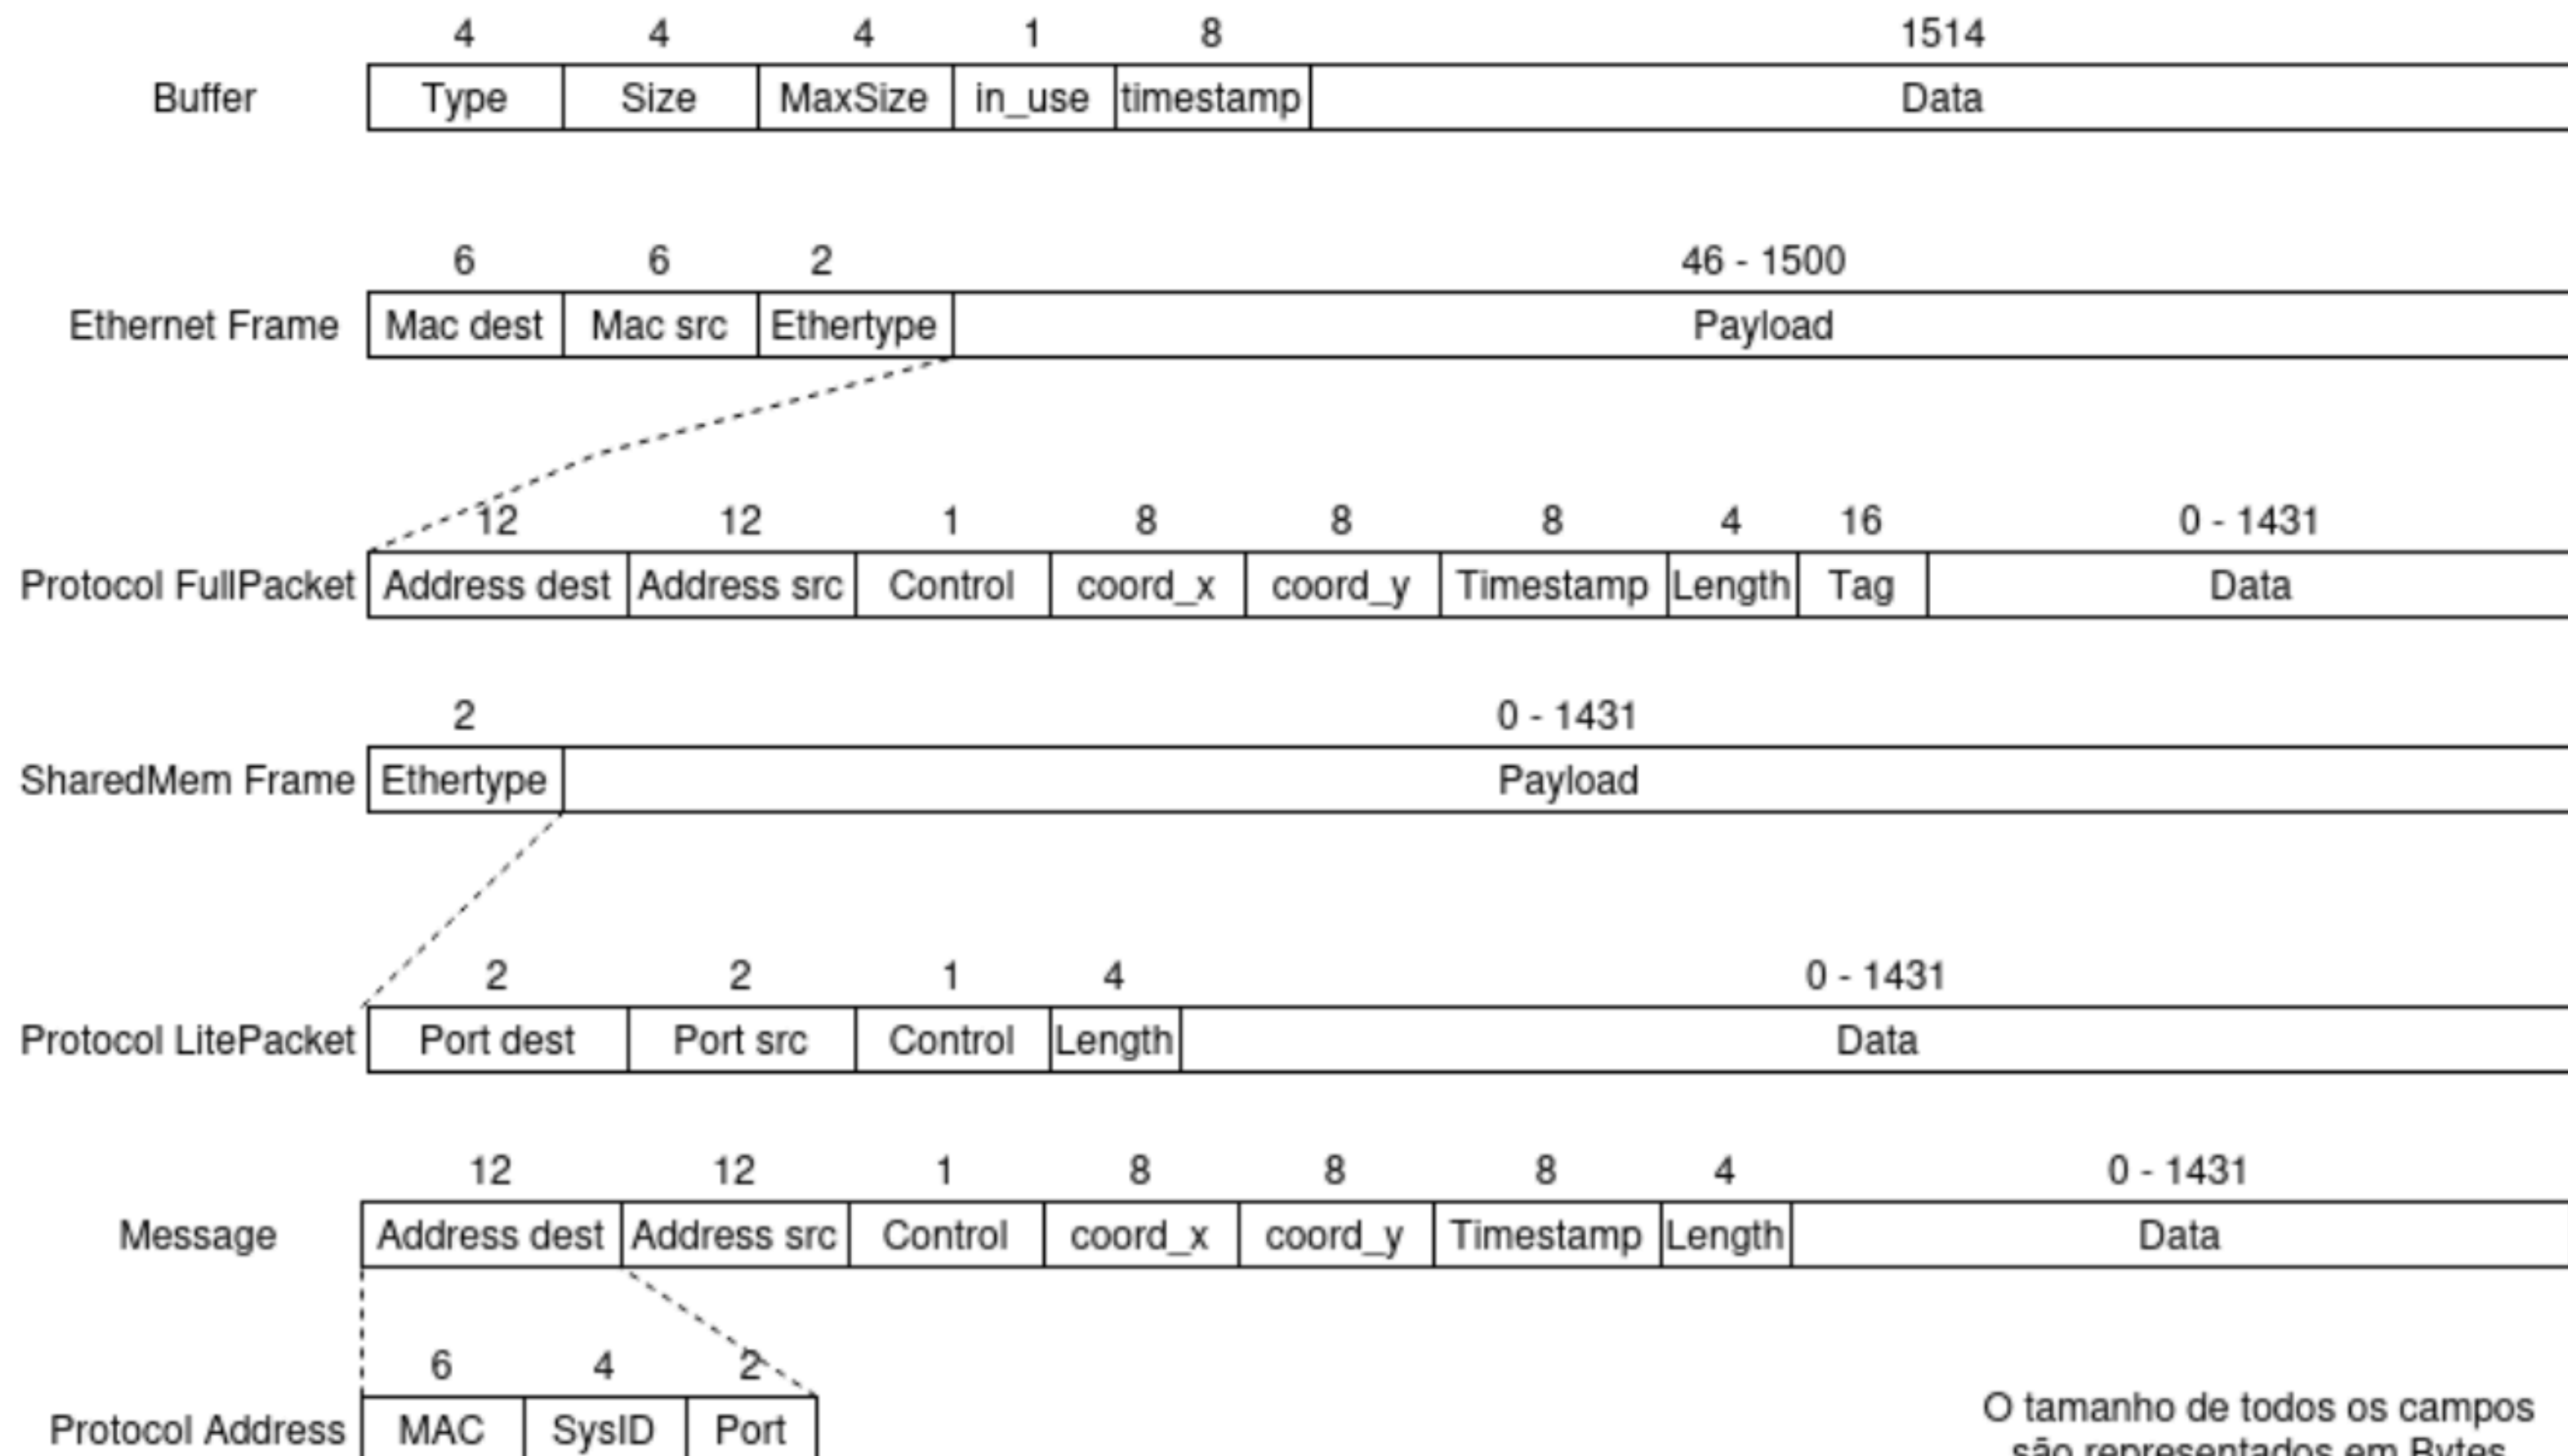 4 4 4 1 8 1514
Buffer Type Size MaxSize in_use timestamp Data
6 6 2 46 - 1500
Ethernet Frame Mac dest Mac src Ethertype Payload
12 12 1 8 8 8 4 16 0 - 1431
Protocol FullPacket Address dest Address src Control coord_x coord_y Timestamp Length Tag Data
2 0 - 1431
SharedMem Frame Ethertype Payload
2 2 1 4 0 - 1431
Protocol LitePacket Port dest Port src Control Length Data
12 12 1 8 8 8 4 0 - 1431
Message Address dest Address src Control coord_x coord_y Timestamp Length Data
6 4 2
Protocol Address MAC SysID Port
O tamanho de todos os campos
são representados em Bytes